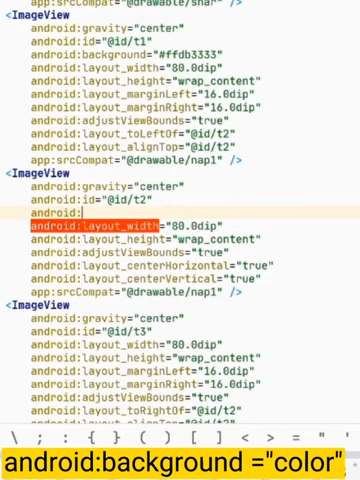 app:srcCompat="@drawable/shar" />
<ImageView
android:gravity="center"
android:id="@id/t1"
android:background="#ffdb3333"
android:layout_width="80.0dip"
android:layout_height="wrap_content"
android:layout_marginLeft="16.0dip"
android:layout_marginRight="16.0dip"
android:adjustViewBounds="true"
android:layout_toLeftOf="@id/t2"
android:layout_alignTop="@id/t2"
app:srcCompat="@drawable/nap1" />
<ImageView
android:gravity="center"
android:id="@id/t2"
android:
android:layout_width="80.0dip"
android:layout_height="wrap_content"
android:adjustViewBounds="true"
android:layout_centerHorizontal="true"
android:layout_centerVertical="true"
app:srcCompat="@drawable/nap1" />
<ImageView
android:gravity="center"
android:id="@id/t3"
android:layout_width="80.0dip"
android:layout_height="wrap_content"
android:layout_marginLeft="16.0dip"
android:layout_marginRight="16.0dip"
android:adjustViewBounds="true"
android:layout_toRightOf="@id/t2"
android:layout_alignTop="@id/t2"
\ ; : { } ( ) [ ] < > = " '
android:background ="color"